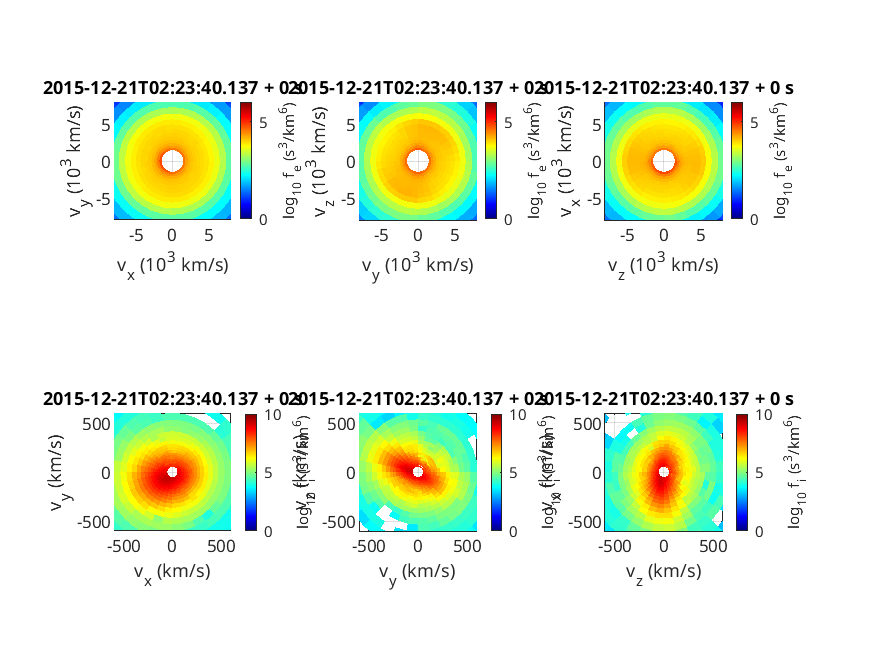 2015-12-21T02:23:40.137 + 0 s
2015-12-21T02:23:40.137 + 0 s
2015-12-21T02:23:40.137 + 0 s
v_y (10^3 km/s)
5
0
-5
-5 0 5
v_x (10^3 km/s)
5
0
log_10 f_e (s^3/km^6)
v_z (10^3 km/s)
5
0
-5
-5 0 5
v_y (10^3 km/s)
5
0
log_10 f_e (s^3/km^6)
v_x (10^3 km/s)
5
0
-5
-5 0 5
v_z (10^3 km/s)
5
0
log_10 f_e (s^3/km^6)
2015-12-21T02:23:40.137 + 0 s
2015-12-21T02:23:40.137 + 0 s
2015-12-21T02:23:40.137 + 0 s
v_y (km/s)
500
0
-500
-500 0 500
v_x (km/s)
10
5
0
log_10 f_i (s^3/km^6)
v_z (km/s)
500
0
-500
-500 0 500
v_y (km/s)
10
5
0
log_10 f_i (s^3/km^6)
v_x (km/s)
500
0
-500
-500 0 500
v_z (km/s)
10
5
0
log_10 f_i (s^3/km^6)